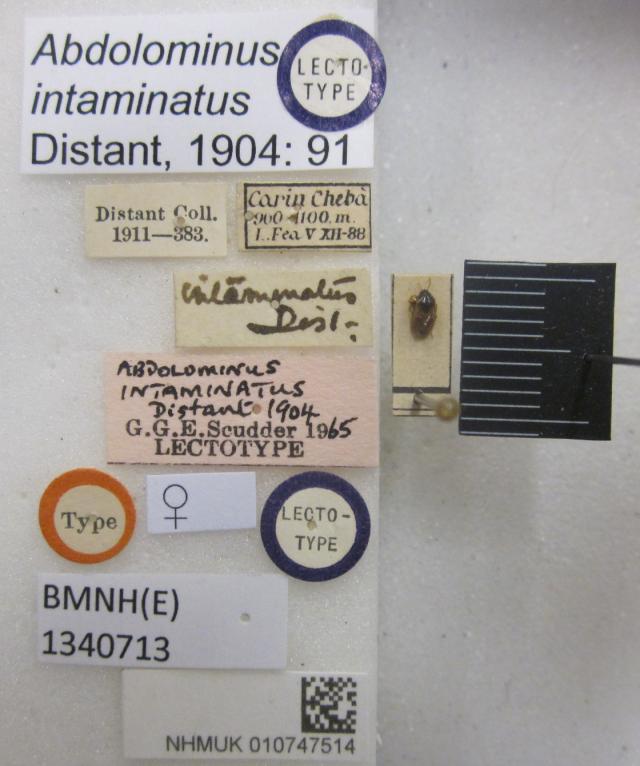 Abdolominus
intaminatus
Distant, 1904: 91
LECTO-
TYPE
Distant Coll.
1911—383.
Carin Chebà
900-1100, m.
L. Fea V XII-88
intaminatus
Dist.
ABDOLOMINUS
INTAMINATUS
Distant 1904
G.G.E.Scudder 1965
LECTOTYPE
Type
♀
LECTO-
TYPE
BMNH(E)
1340713
NHMUK 010747514